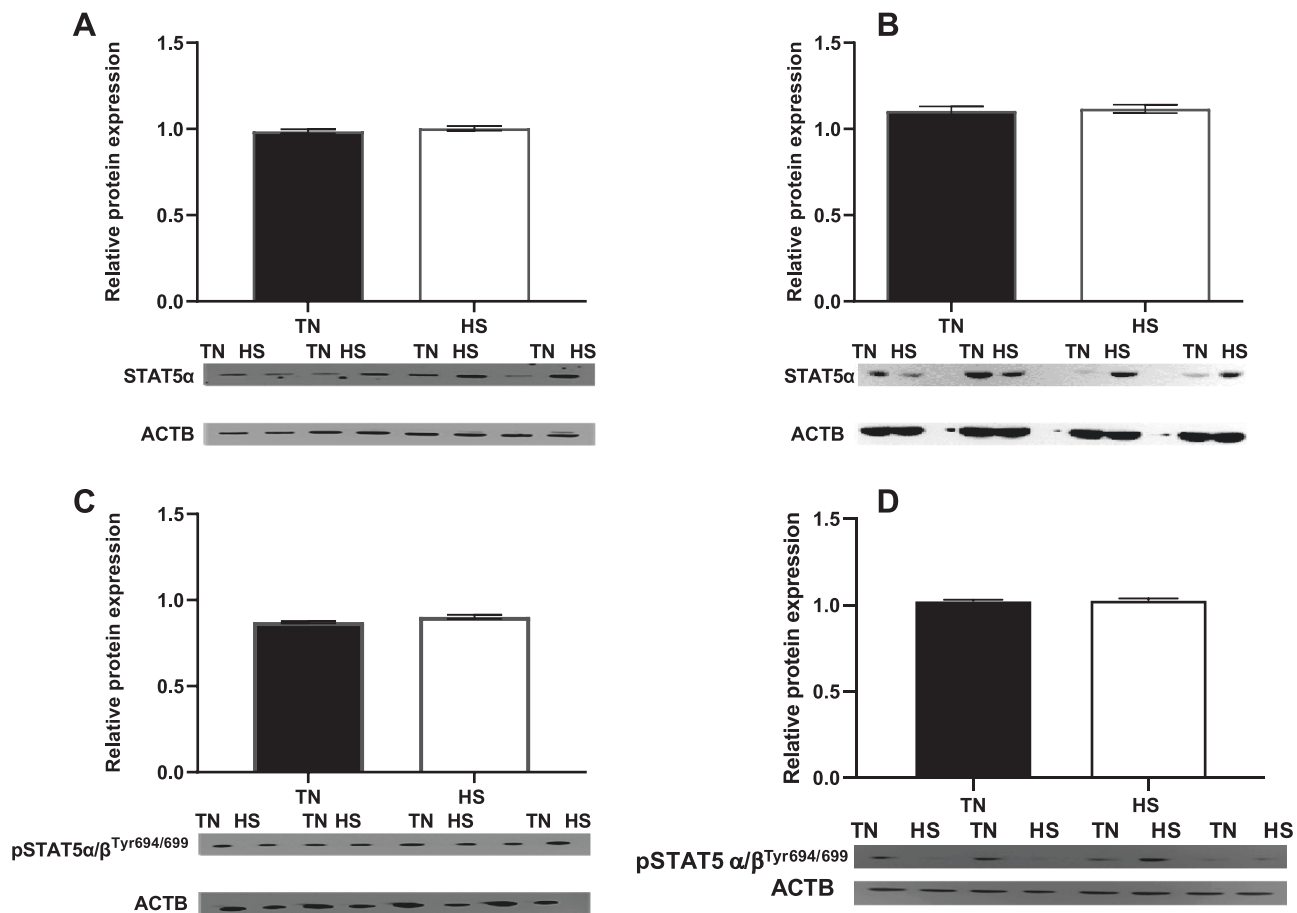 A
Relative protein expression
1.5
1.0
0.5
0.0
TN HS
TN HS TN HS TN HS TN HS
STAT5α
ACTB
B
Relative protein expression
1.5
1.0
0.5
0.0
TN HS
TN HS TN HS TN HS TN HS
STAT5α
ACTB
C
Relative protein expression
1.5
1.0
0.5
0.0
TN HS
TN HS TN HS TN HS TN HS
pSTAT5α/βTyr694/699
ACTB
D
Relative protein expression
1.5
1.0
0.5
0.0
TN HS
TN HS TN HS TN HS TN HS
pSTAT5 α/βTyr694/699
ACTB